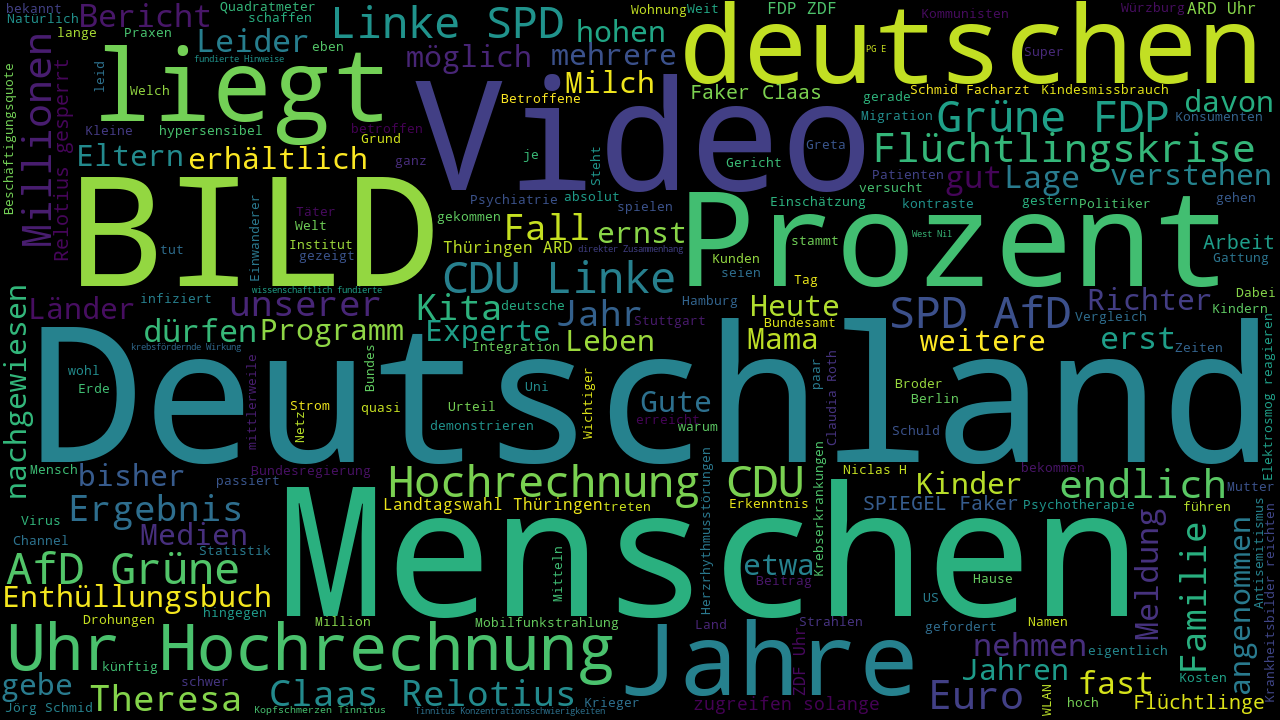 bekannt
Quadratmeter
Natürlich
Bericht
schaffen
Linke SPD
hohen
Wohnung
Weit
FDP ZDF
deutschen
Kommunisten
Würzburg
ARD Uhr
lange
Praxen
Leider
eben
fundierte Hinweise
möglich
mehrere
PG E
Super
Millionen
Relotius gesperrt
leid
liegt
Welch
Video
Milch
Betroffene
Faker Claas
gerade
Schmid Facharzt
Kindesmissbrauch
davon
Beschäftigungsquote
Kleine
hypersensibel
betroffen
Grund
Migration
Grüne FDP
Konsumenten
Eltern
erhältlich
ganz
je
Steht
Gericht
Greta
Flüchtlingskrise
BILD
Psychiatrie
absolut
Prozent
Patienten
versucht
gut
Lage
verstehen
Einwanderer
Täter
Welt
gekommen
spielen
Einschätzung
kontraste
gestern
Politiker
gehen
tut
Institut
gezeigt
Fall
ernst
Thüringen ARD
direkter Zusammenhang
Kunden
stammt
West Nil
Arbeit
Gattung
wissenschaftlich fundierte
CDU Linke
seien
Tag
Länder
infiziert
unserer
Kita
deutsche
Jahr
Hamburg
Heute
SPD AfD
Richter
Dabei
Kindern
dürfen
Programm
Experte
Stuttgart
Bundesamt
Vergleich
nachgewiesen
krebsfördernde Wirkung
Integration
Leben
Mama
weitere
erst
Zeiten
Elektrosmog reagieren
Deutschland
wohl
Erde
mittlerweile
Strom
Netz
Bundes
quasi
Uni
Urteil
demonstrieren
Wichtiger
Gute
erreicht
warum
paar
Claudia Roth
Broder
Berlin
Schuld
Mensch
bisher
passiert
Bundesregierung
Hochrechnung CDU
Niclas H
Kinder
bekommen
endlich
Mutter
Ergebnis
Menschen
Landtagswahl Thüringen
treten
Herzrhythmusstörungen
Erkenntnis
Krebserkrankungen
SPIEGEL Faker
Psychotherapie
führen
Virus
Channel
Medien
Statistik
Mitteln
etwa
Beitrag
Hause
Meldung
Familie
angenommen
Antisemitismus
Krankheitsbilder reichten
AfD Grüne
Enthüllungsbuch
US
Drohungen
hingegen
Million
Mobilfunkstrahlung
Land
Strahlen
gefordert
Namen
Uhr Hochrechnung
Jahre
ZDF Uhr
nehmen
eigentlich
künftig
gebe
schwer
Jahren
Kosten
Theresa
Claas Relotius
Krieger
zugreifen solange
Euro
WLAN
fast
hoch
Flüchtlinge
Jörg Schmid
Kopfschmerzen Tinnitus
Tinnitus Konzentrationsschwierigkeiten